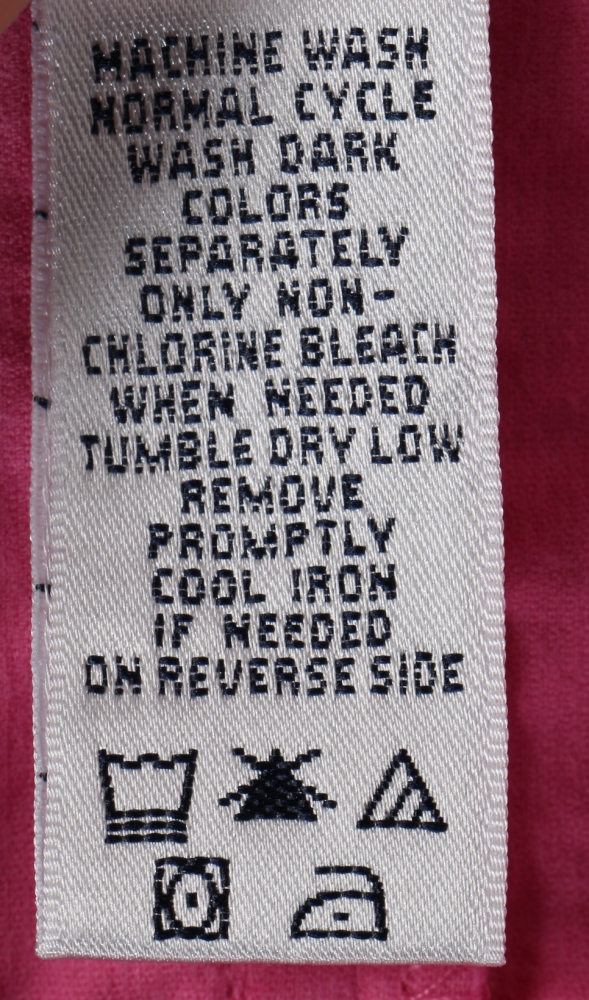 MACHINE WASH
NORMAL CYCLE
WASH DARK
COLORS
SEPARATELY
ONLY NON-
CHLORINE BLEACH
WHEN NEEDED
TUMBLE DRY LOW
REMOVE
PROMPTLY
COOL IRON
IF NEEDED
ON REVERSE SIDE